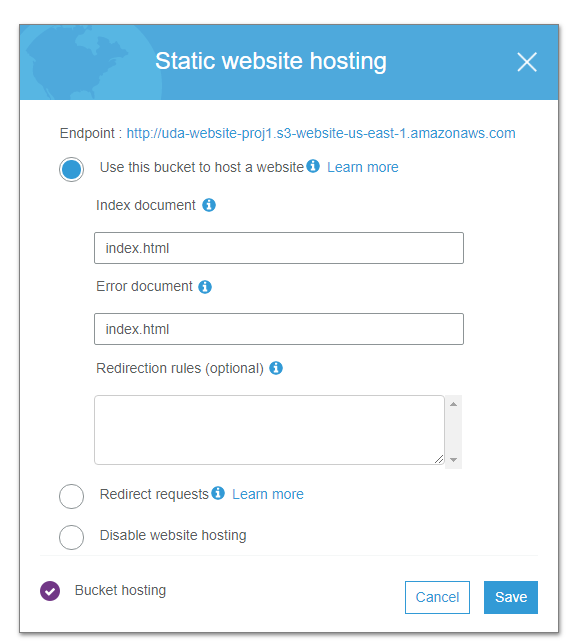 Static website hosting
Endpoint : http://uda-website-proj1.s3-website-us-east-1.amazonaws.com
Use this bucket to host a website Learn more
Index document
index.html
Error document
index.html
Redirection rules (optional)
Redirect requests Learn more
Disable website hosting
Bucket hosting
Cancel
Save